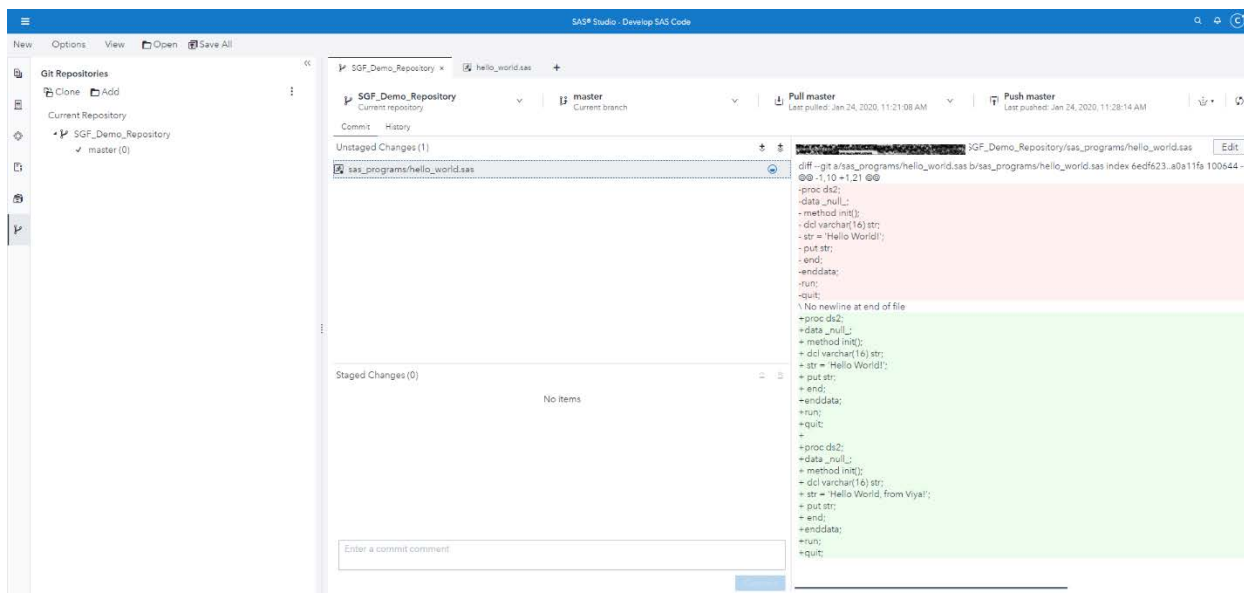 SAS® Studio - Develop SAS Code
C
New Options View Open Save All
Git Repositories
Clone Add
Current Repository
SGF_Demo_Repository
master (0)
SGF_Demo_Repository × hello_world.sas +
SGF_Demo_Repository
Current repository
master
Current branch
Pull master
Last pulled: Jan 24, 2020, 11:21:08 AM
Push master
Last pushed: Jan 24, 2020, 11:28:14 AM
Commit History
Unstaged Changes (1)
sas_programs/hello_world.sas
Staged Changes (0)
No items
Enter a commit comment
SGF_Demo_Repository/sas_programs/hello_world.sas Edit
diff --git a/sas_programs/hello_world.sas b/sas_programs/hello_world.sas index 6edf623..a0a11fa 100644 -
@@ -1,10 +1,21 @@
-proc ds2;
-data _null_;
- method init();
- dcl varchar(16) str;
- str = 'Hello World!';
- put str;
- end;
-enddata;
-run;
-quit;
\ No newline at end of file
+proc ds2;
+data _null_;
+ method init();
+ dcl varchar(16) str;
+ str = 'Hello World!';
+ put str;
+ end;
+enddata;
+run;
+quit;
+
+proc ds2;
+data _null_;
+ method init();
+ dcl varchar(16) str;
+ str = 'Hello World, from Viya!';
+ put str;
+ end;
+enddata;
+run;
+quit;